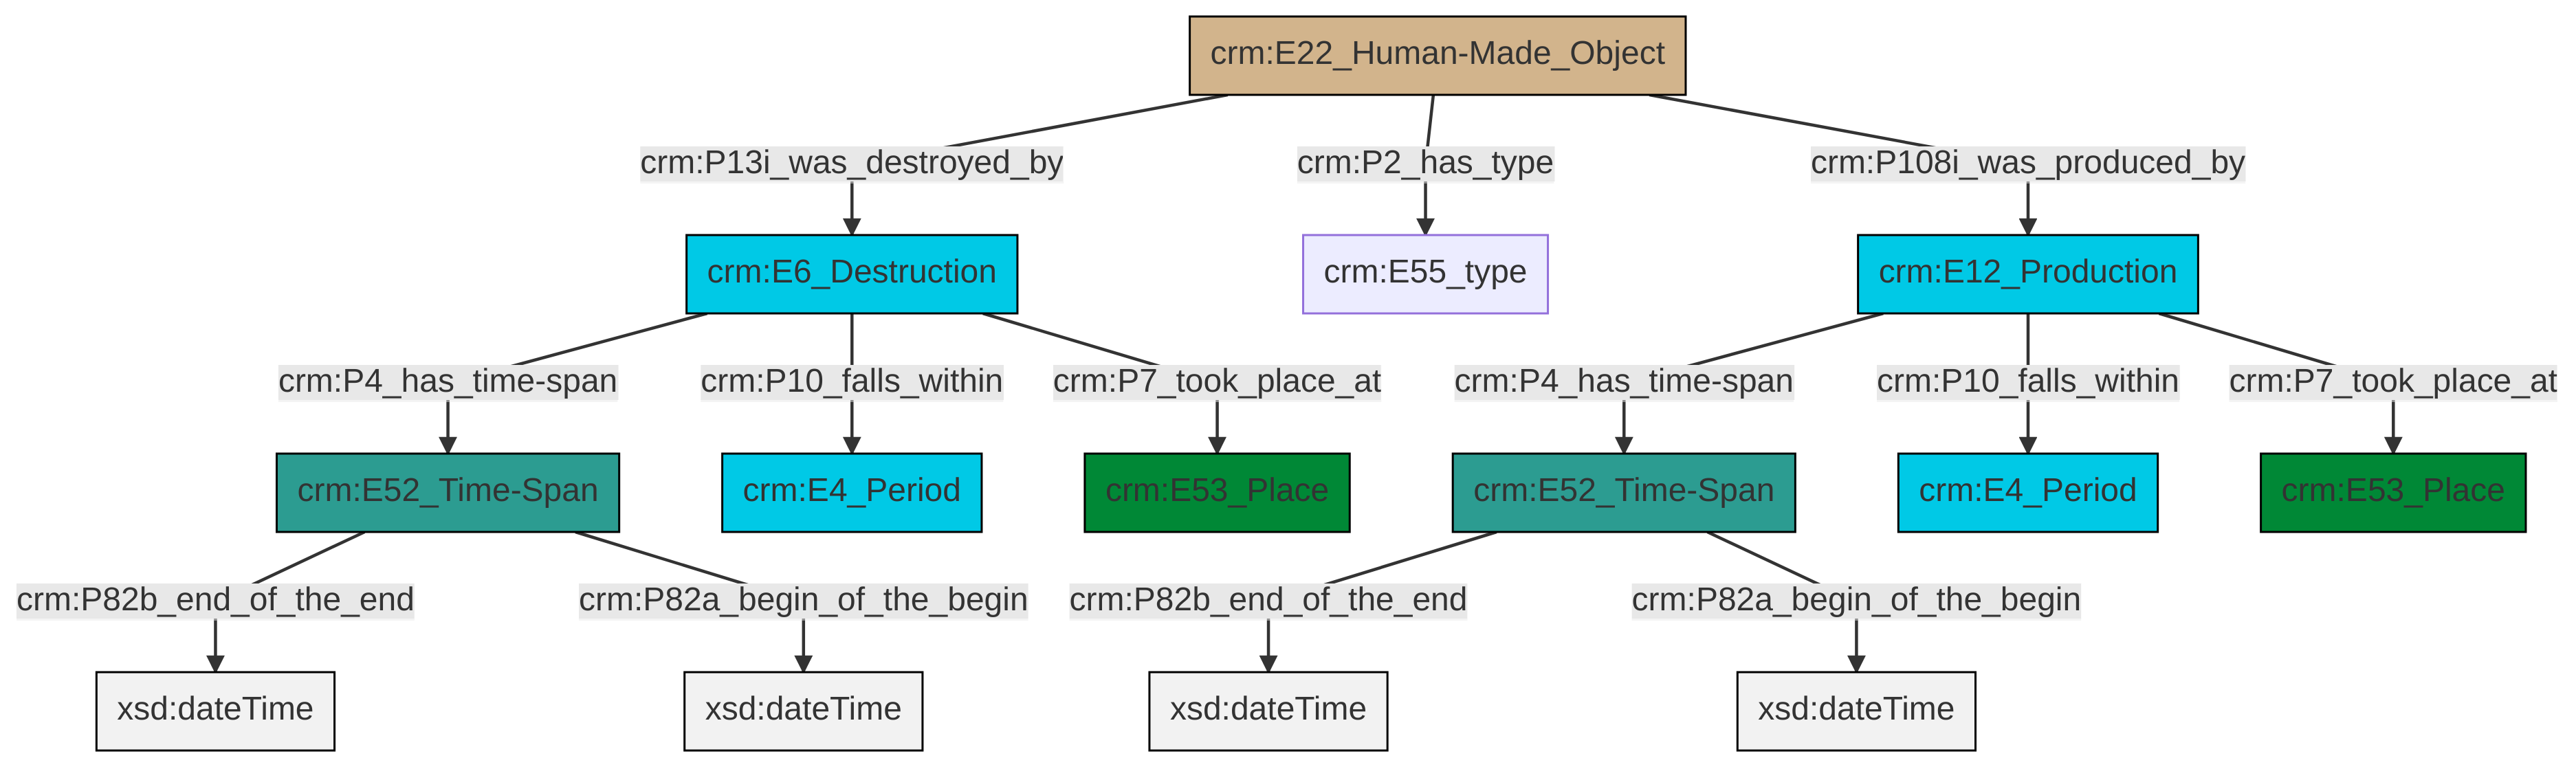 crm:E22_Human-Made_Object
crm:P13i_was_destroyed_by
crm:P2_has_type
crm:P108i_was_produced_by
crm:E6_Destruction
crm:E55_type
crm:E12_Production
crm:P4_has_time-span
crm:P10_falls_within
crm:P7_took_place_at
crm:P4_has_time-span
crm:P10_falls_within
crm:P7_took_place_at
crm:E52_Time-Span
crm:E4_Period
crm:E53_Place
crm:E52_Time-Span
crm:E4_Period
crm:E53_Place
crm:P82b_end_of_the_end
crm:P82a_begin_of_the_begin
crm:P82b_end_of_the_end
crm:P82a_begin_of_the_begin
xsd:dateTime
xsd:dateTime
xsd:dateTime
xsd:dateTime